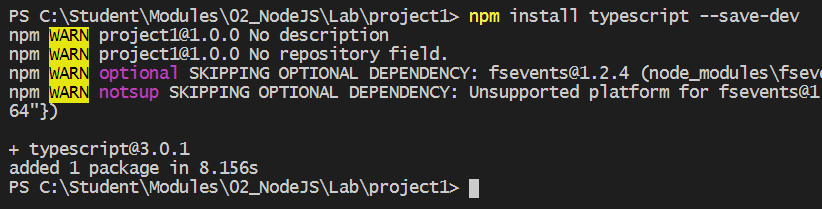 PS C:\Student\Modules\02_NodeJS\Lab\project1> npm install typescript --save-dev
npm WARN project1@1.0.0 No description
npm WARN project1@1.0.0 No repository field.
npm WARN optional SKIPPING OPTIONAL DEPENDENCY: fsevents@1.2.4 (node_modules\fseve
npm WARN notsup SKIPPING OPTIONAL DEPENDENCY: Unsupported platform for fsevents@1.
64"})
+ typescript@3.0.1
added 1 package in 8.156s
PS C:\Student\Modules\02_NodeJS\Lab\project1>